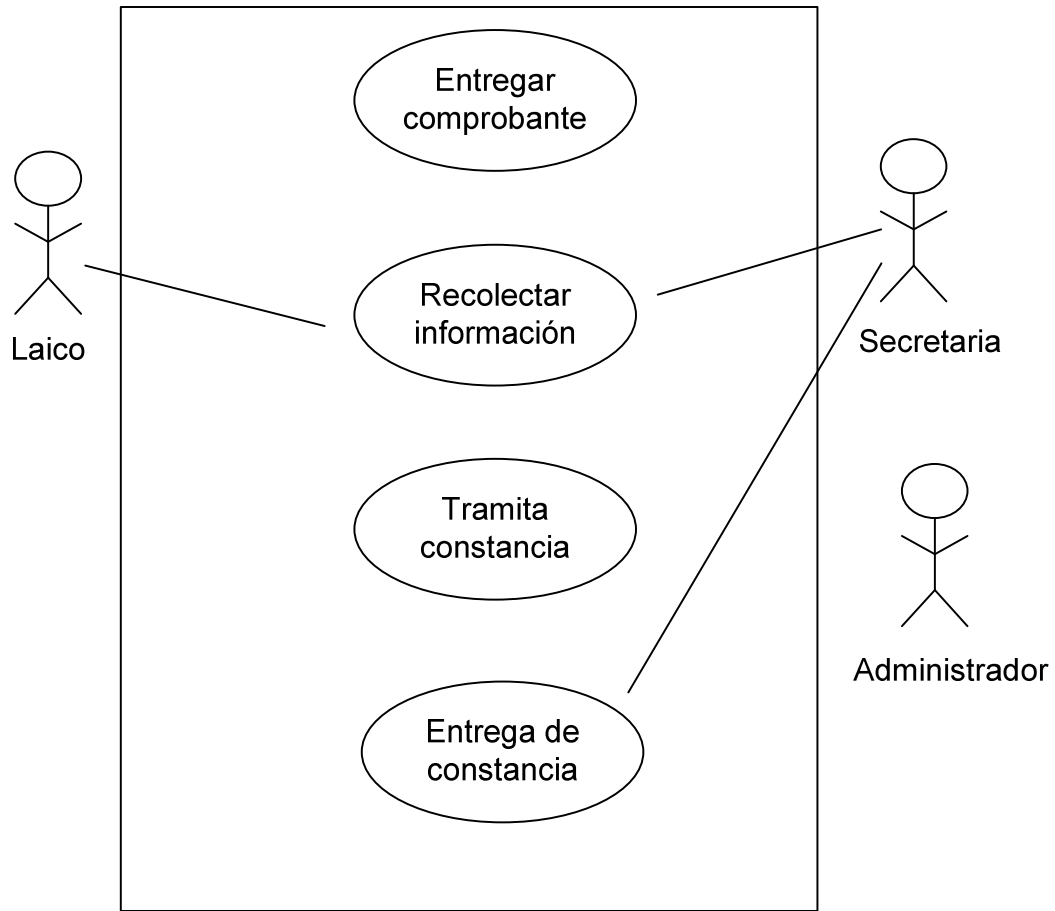 Entregar
comprobante
Recolectar
información
Laico
Secretaria
Tramita
constancia
Administrador
Entrega de
constancia